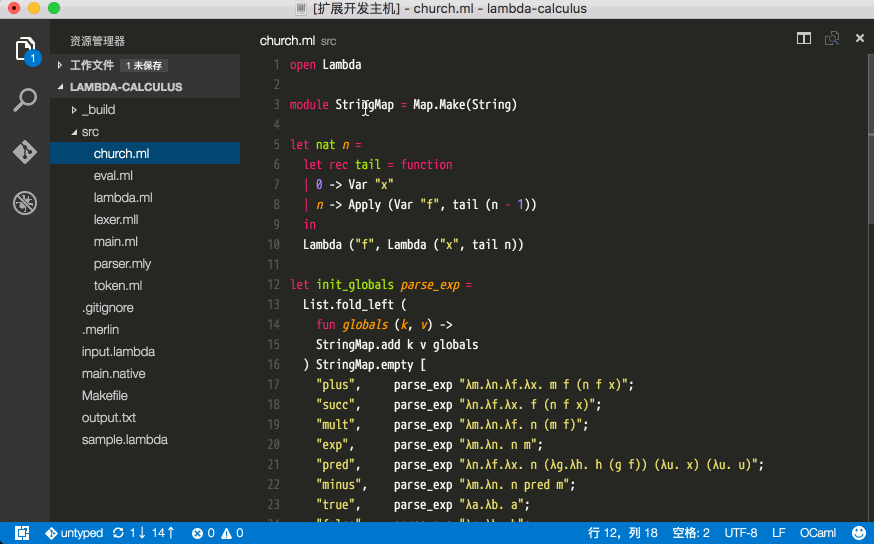 [扩展开发主机] - church.ml - lambda-calculus
1
资源管理器
工作文件 1 未保存
LAMBDA-CALCULUS
_build
src
church.ml
eval.ml
lambda.ml
lexer.mll
main.ml
parser.mly
token.ml
.gitignore
.merlin
input.lambda
main.native
Makefile
output.txt
sample.lambda
church.ml src
1 open Lambda
2
3 module StringMap = Map.Make(String)
4
5 let nat n =
6 let rec tail = function
7 | 0 -> Var "x"
8 | n -> Apply (Var "f", tail (n - 1))
9 in
10 Lambda ("f", Lambda ("x", tail n))
11
12 let init_globals parse_exp =
13 List.fold_left (
14 fun globals (k, v) ->
15 StringMap.add k v globals
16 ) StringMap.empty [
17 "plus", parse_exp "λm.λn.λf.λx. m f (n f x)";
18 "succ", parse_exp "λn.λf.λx. f (n f x)";
19 "mult", parse_exp "λm.λn.λf. n (m f)";
20 "exp", parse_exp "λm.λn. n m";
21 "pred", parse_exp "λn.λf.λx. n (λg.λh. h (g f)) (λu. x) (λu. u)";
22 "minus", parse_exp "λm.λn. n pred m";
23 "true", parse_exp "λa.λb. a";
untyped 1↓ 14↑ 0 0 行 12，列 18 空格: 2 UTF-8 LF OCaml